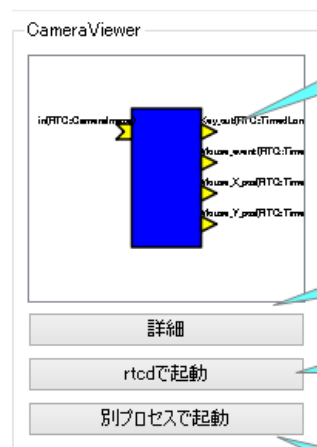 CameraViewer
in(RTC:CameraImage)
Key_out(RTC:TimedLon
Mouse_event(RTC:Time
Mouse_X_pos(RTC:Time
Mouse_Y_pos(RTC:Time
詳細
rtcdで起動
別プロセスで起動